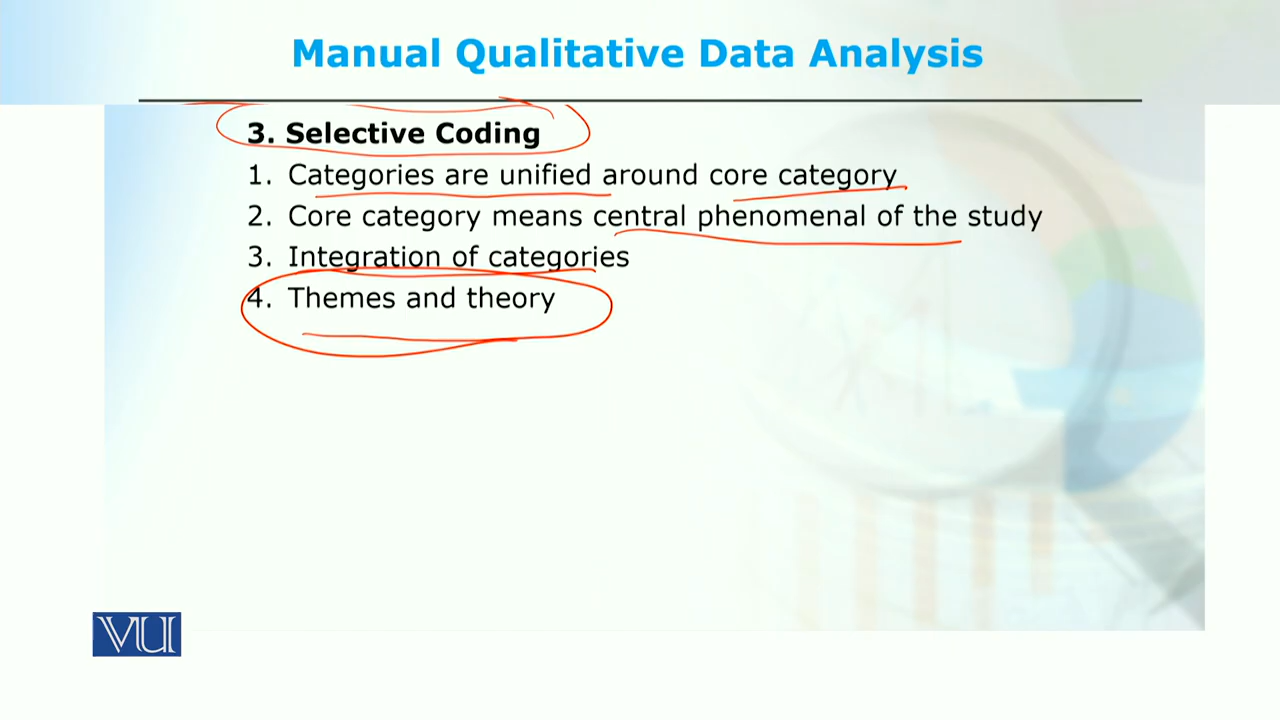 Manual Qualitative Data Analysis
3. Selective Coding
1. Categories are unified around core category
2. Core category means central phenomenal of the study
3. Integration of categories
4. Themes and theory
VU